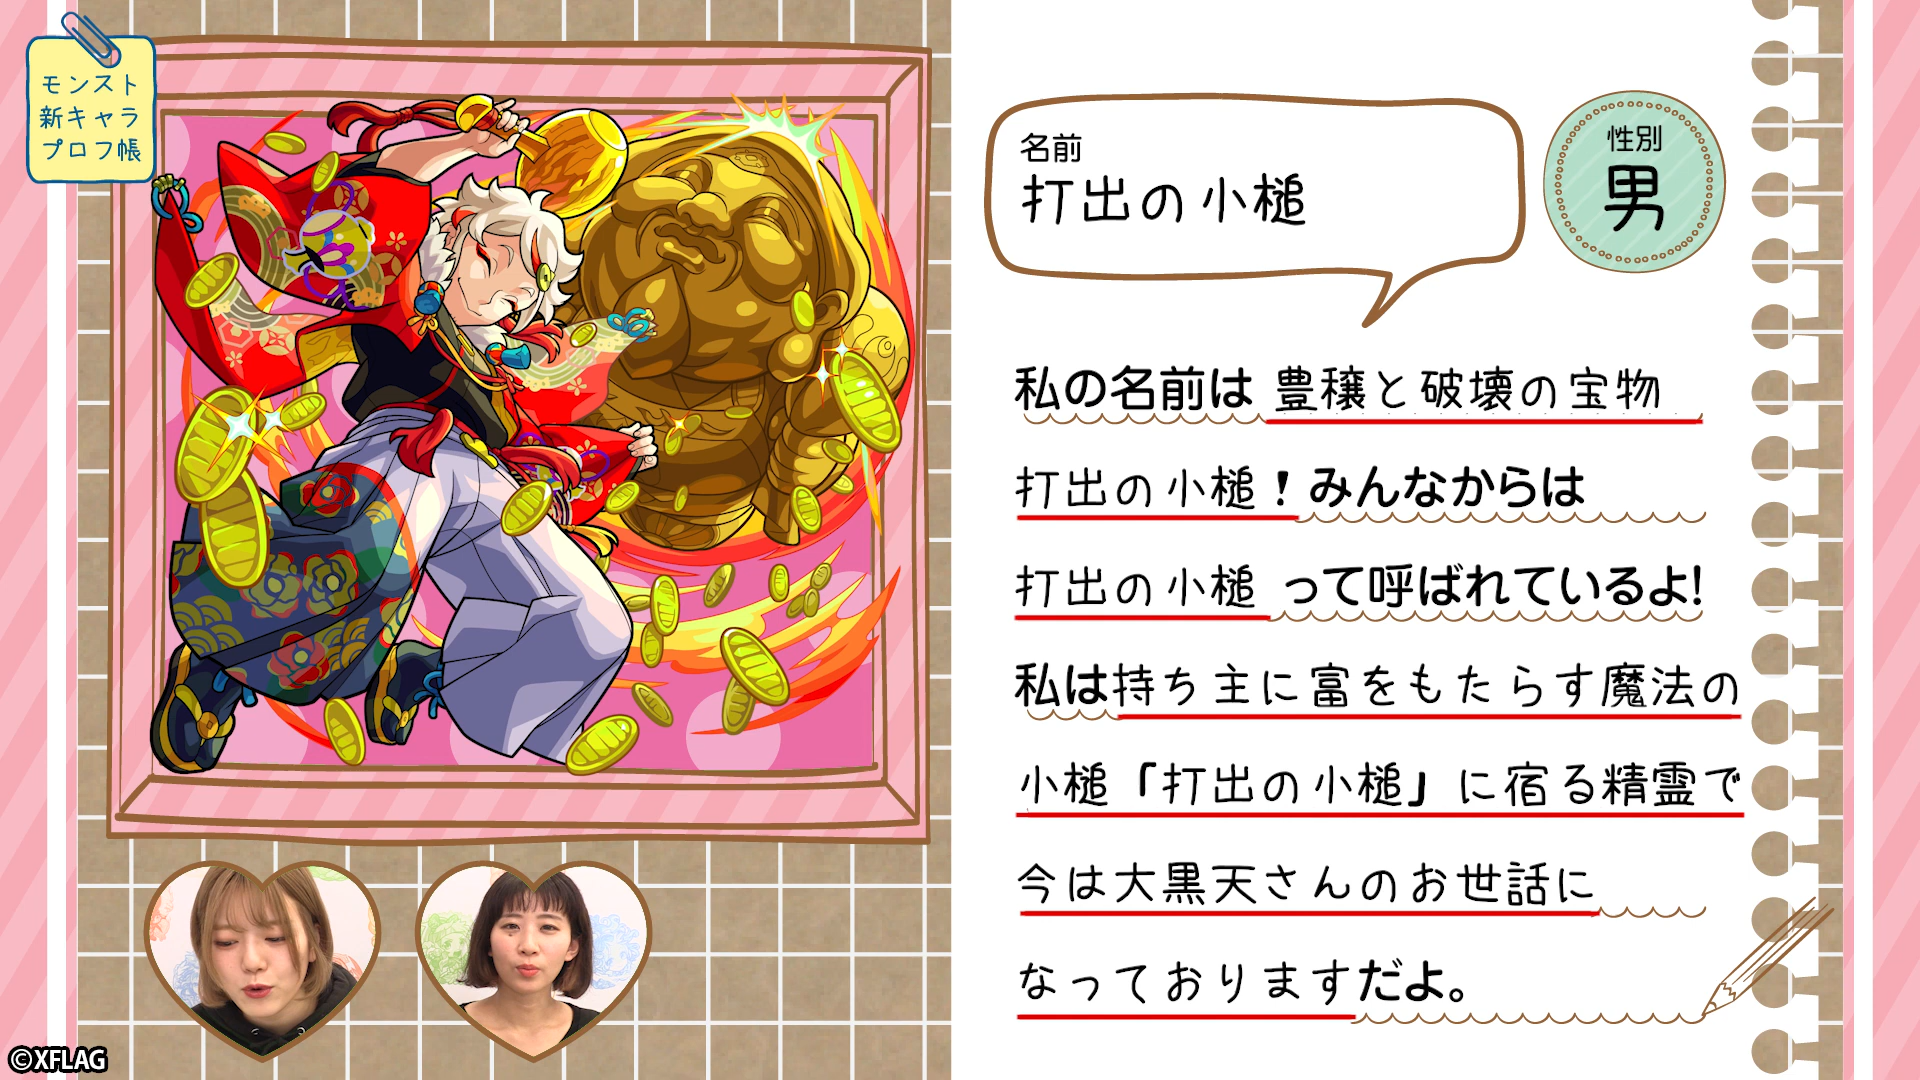 モンスト
新キャラ
プロフ帳
名前
打出の小槌
性別
男
私の名前は 豊穣と破壊の宝物
打出の小槌！みんなからは
打出の小槌 って呼ばれているよ!
私は持ち主に富をもたらす魔法の
小槌「打出の小槌」に宿る精霊で
今は大黒天さんのお世話に
なっておりますだよ。
©XFLAG